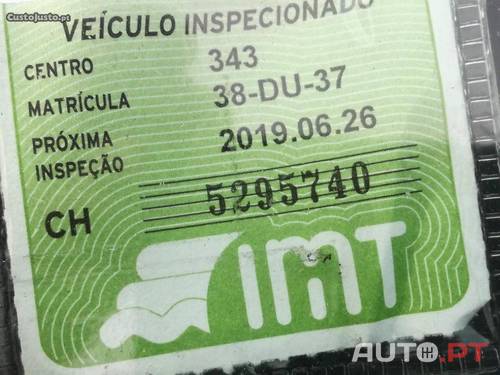 Customjusto.pt
VEÍCULO INSPECIONADO
CENTRO 343
MATRÍCULA 38-DU-37
PRÓXIMA INSPEÇÃO 2019.06.26
CH 5295740
IMT
AUTO.PT